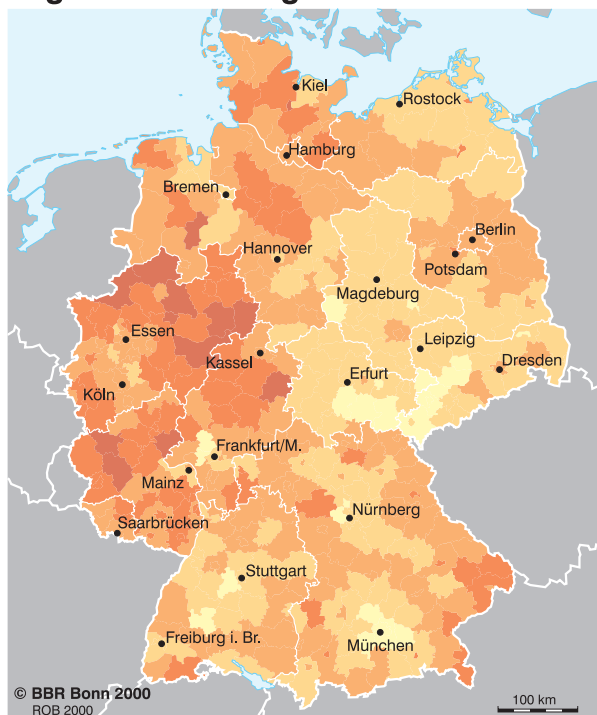 Kiel
Rostock
Hamburg
Bremen
Berlin
Hannover
Potsdam
Magdeburg
Essen
Leipzig
Kassel
Dresden
Erfurt
Köln
Frankfurt/M.
Mainz
Nürnberg
Saarbrücken
Stuttgart
Freiburg i. Br.
München
© BBR Bonn 2000
ROB 2000
100 km